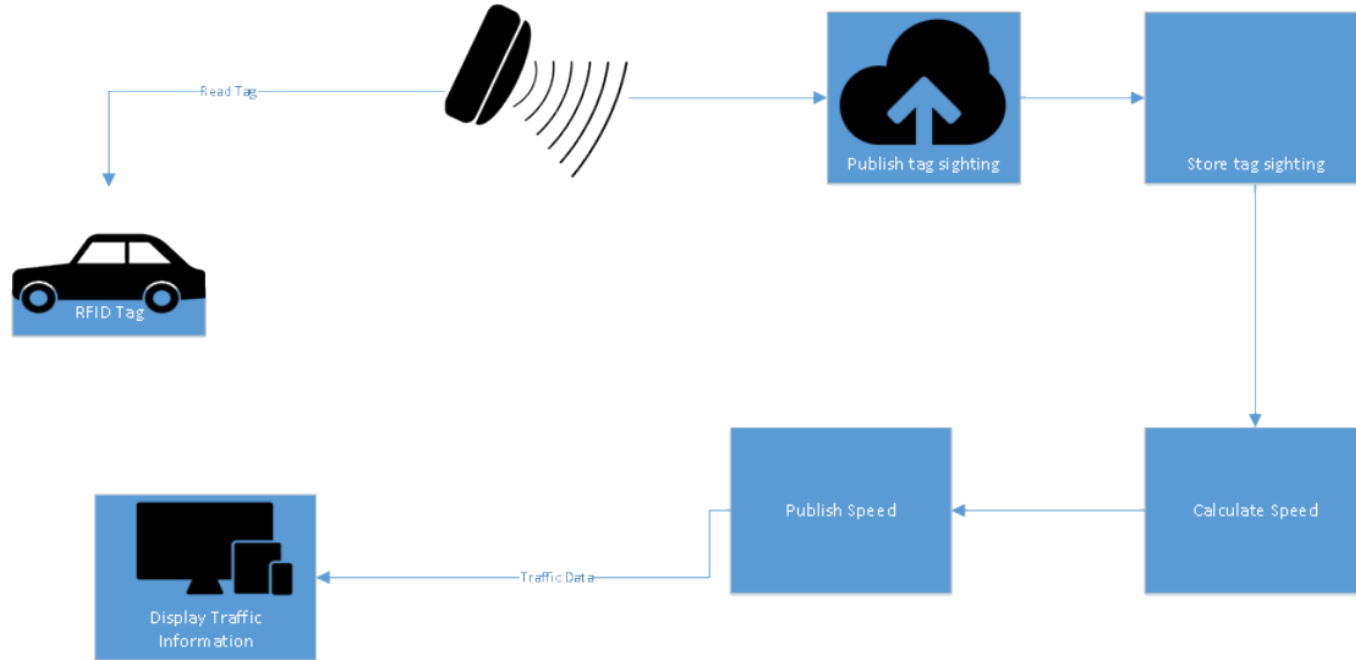 Read Tag
Publish tag sighting
Store tag sighting
RFID Tag
Publish Speed
Calculate Speed
Traffic Data
Display Traffic
Information